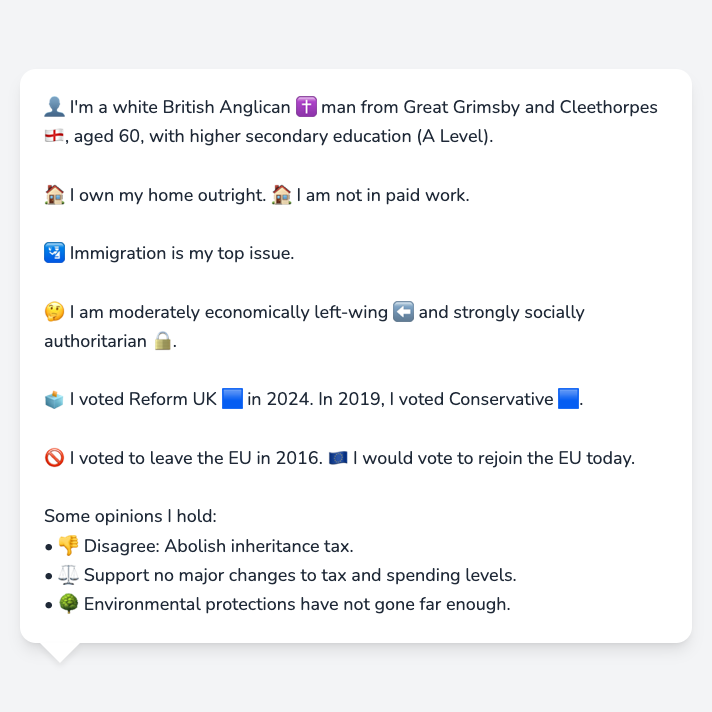 👤 I'm a white British Anglican ✝️ man from Great Grimsby and Cleethorpes
🏴󠁧󠁢󠁥󠁮󠁧󠁿, aged 60, with higher secondary education (A Level).
🏠 I own my home outright. 🏠 I am not in paid work.
🛂 Immigration is my top issue.
🤔 I am moderately economically left-wing ⬅️ and strongly socially
authoritarian 🔒.
🗳️ I voted Reform UK 🟦 in 2024. In 2019, I voted Conservative 🟦.
🚫 I voted to leave the EU in 2016. 🇪🇺 I would vote to rejoin the EU today.
Some opinions I hold:
• 👎 Disagree: Abolish inheritance tax.
• ⚖️ Support no major changes to tax and spending levels.
• 🌳 Environmental protections have not gone far enough.